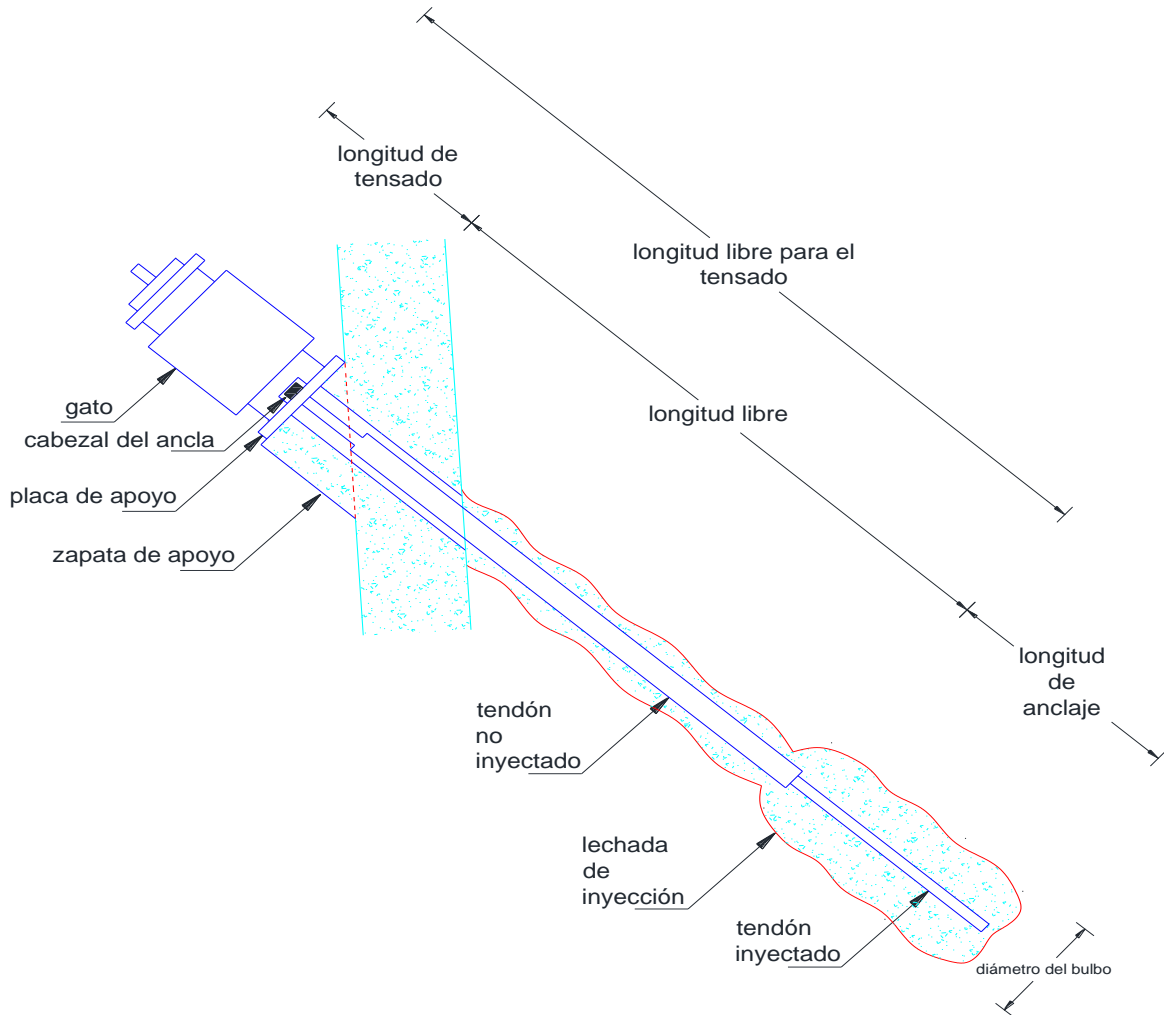 longitud de
tensado
longitud libre para el
tensado
longitud libre
gato
cabezal del ancla
placa de apoyo
zapata de apoyo
longitud
de
anclaje
tendón
no
inyectado
lechada
de
inyección
tendón
inyectado
diámetro del bulbo